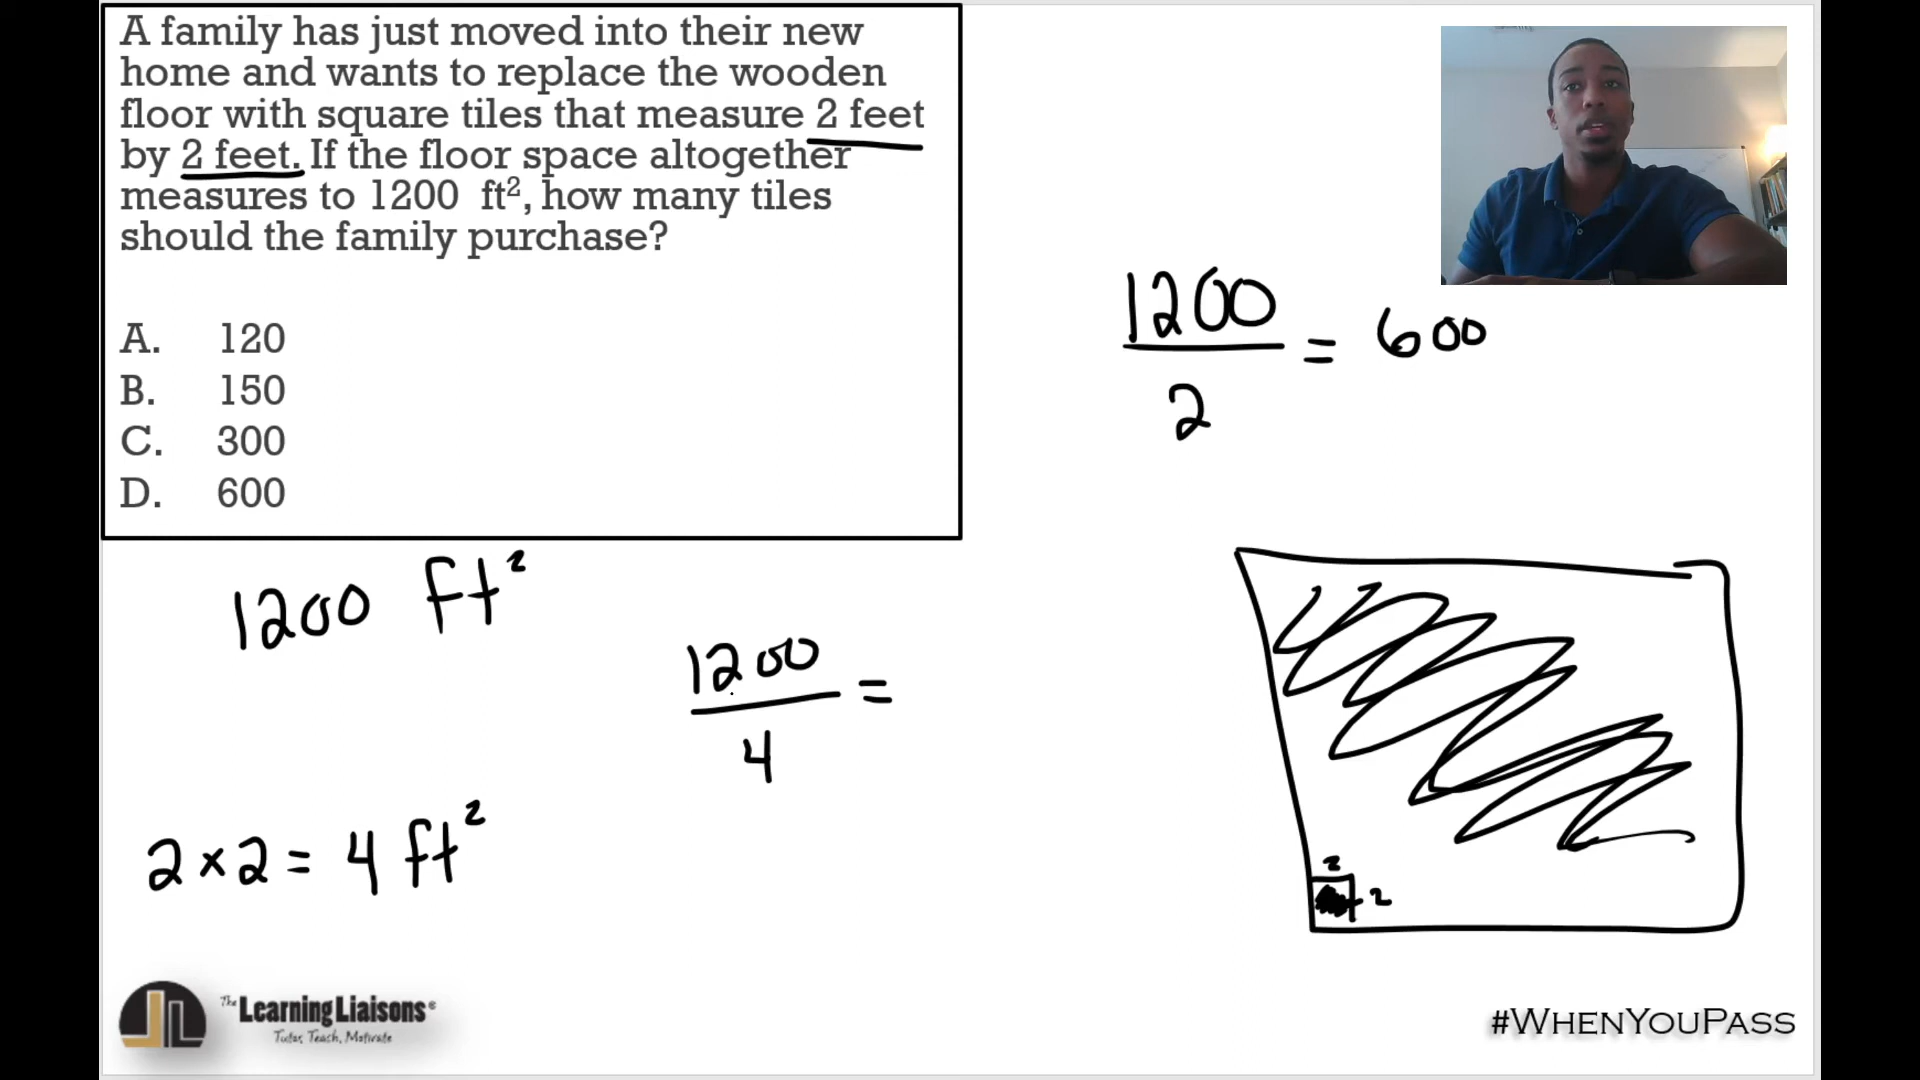 A family has just moved into their new
home and wants to replace the wooden
floor with square tiles that measure 2 feet
by 2 feet. If the floor space altogether
measures to 1200 ft², how many tiles
should the family purchase?
A. 120
B. 150
C. 300
D. 600
1200
2
= 600
1200 ft²
1200
4
=
2 × 2 = 4 ft²
2
2
The Learning Liaisons®
Tutor, Teach, Motivate
#WHENYOUPASS